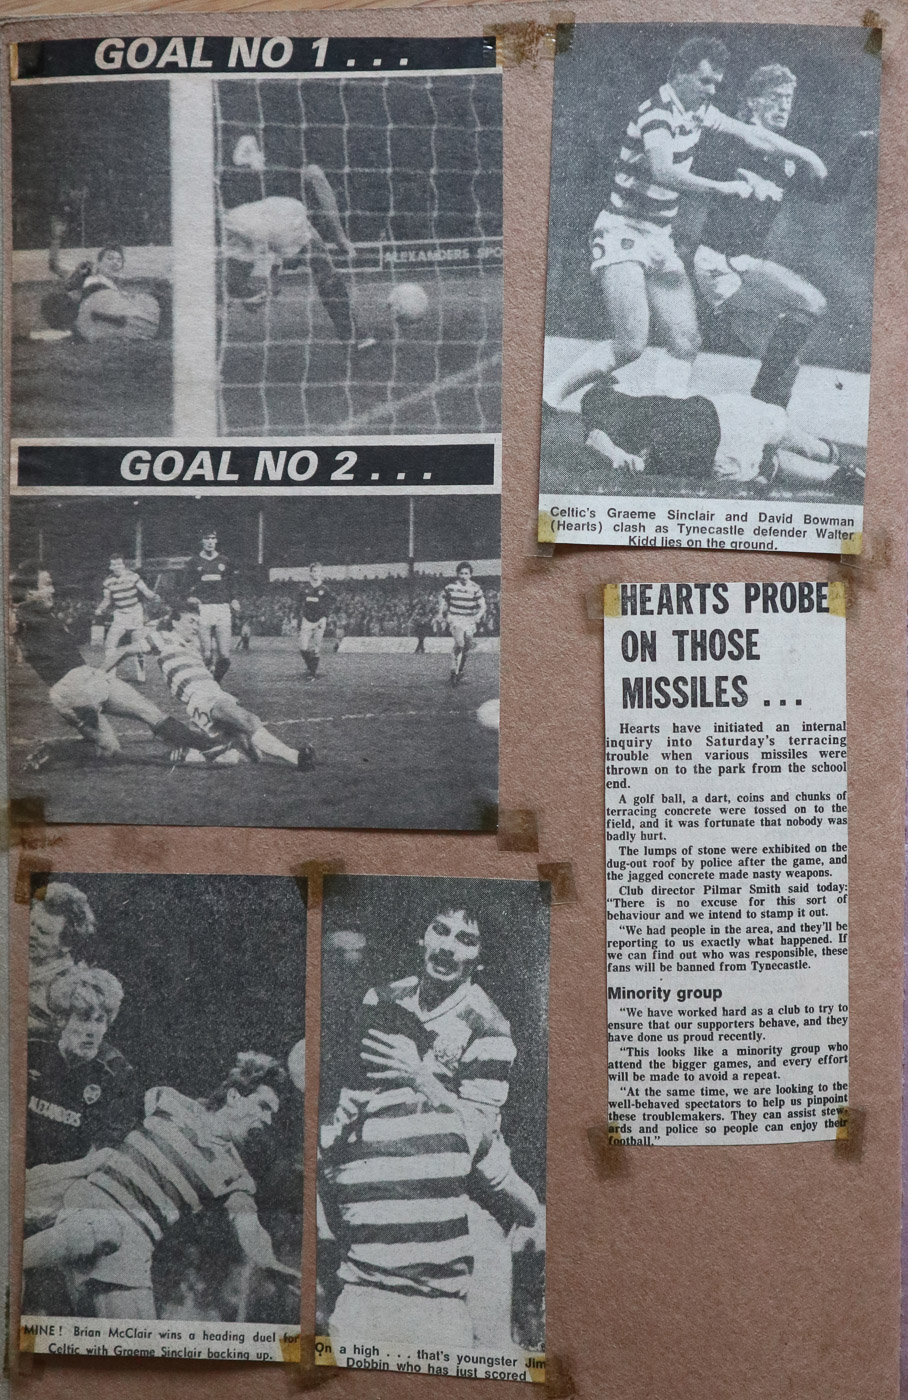 GOAL NO 1 . . .
ALEXANDERS SPO
GOAL NO 2 . . .
Celtic's Graeme Sinclair and David Bowman
(Hearts) clash as Tynecastle defender Walter
Kidd lies on the ground.
HEARTS PROBE
ON THOSE
MISSILES . . .
Hearts have initiated an internal
inquiry into Saturday's terracing
trouble when various missiles were
thrown on to the park from the school
end.
A golf ball, a dart, coins and chunks of
terracing concrete were tossed on to the
field, and it was fortunate that nobody was
badly hurt.
The lumps of stone were exhibited on the
dug-out roof by police after the game, and
the jagged concrete made nasty weapons.
Club director Pilmar Smith said today:
"There is no excuse for this sort of
behaviour and we intend to stamp it out.
"We had people in the area, and they'll be
reporting to us exactly what happened. If
we can find out who was responsible, these
fans will be banned from Tynecastle.
Minority group
"We have worked hard as a club to try to
ensure that our supporters behave, and they
have done us proud recently.
"This looks like a minority group who
attend the bigger games, and every effort
will be made to avoid a repeat.
"At the same time, we are looking to the
well-behaved spectators to help us pinpoint
these troublemakers. They can assist stew-
ards and police so people can enjoy their
football."
ALEXANDERS
MINE! Brian McClair wins a heading duel for
Celtic with Graeme Sinclair backing up.
On a high . . . that's youngster Jim
Dobbin who has just scored